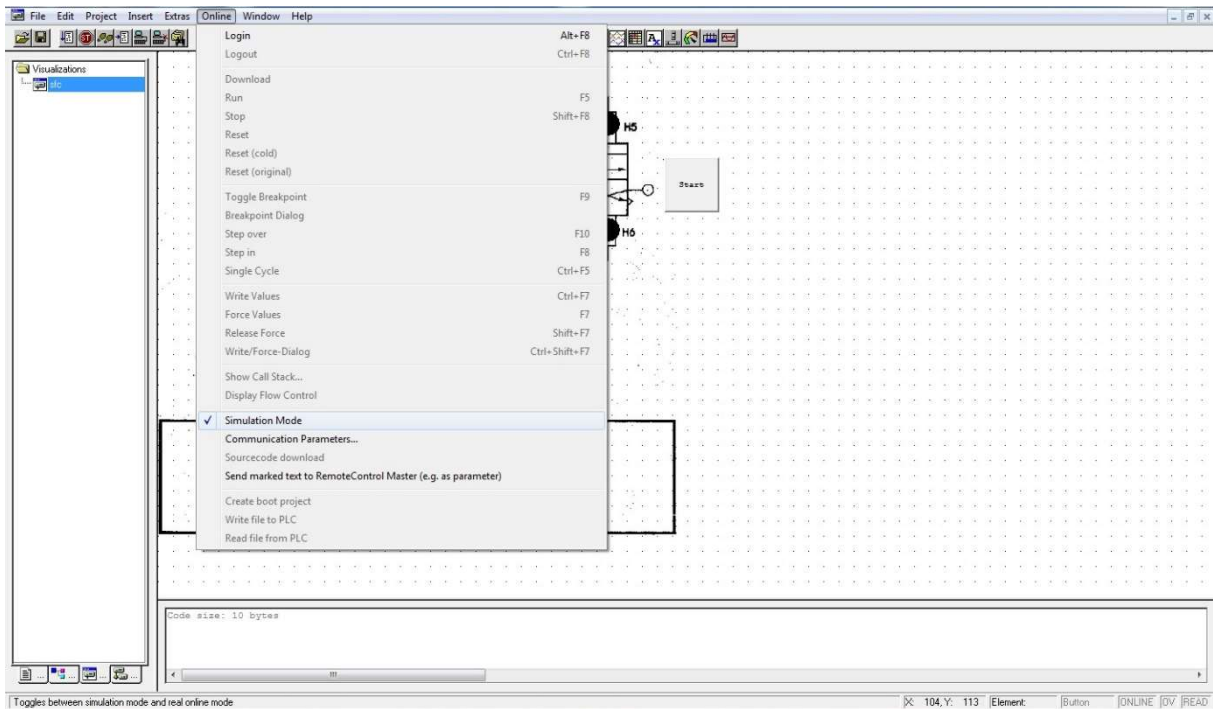 File Edit Project Insert Extras Online Window Help
Visualizations
sfc
Login Alt+F8
Logout Ctrl+F8
Download
Run F5
Stop Shift+F8
Reset
Reset (cold)
Reset (original)
Toggle Breakpoint F9
Breakpoint Dialog
Step over F10
Step in F8
Single Cycle Ctrl+F5
Write Values Ctrl+F7
Force Values F7
Release Force Shift+F7
Write/Force-Dialog Ctrl+Shift+F7
Show Call Stack...
Display Flow Control
✓ Simulation Mode
Communication Parameters...
Sourcecode download
Send marked text to RemoteControl Master (e.g. as parameter)
Create boot project
Write file to PLC
Read file from PLC
H5
Start
H6
Code size: 10 bytes
Toggles between simulation mode and real online mode
X: 104, Y: 113 Element: Button ONLINE OV READ